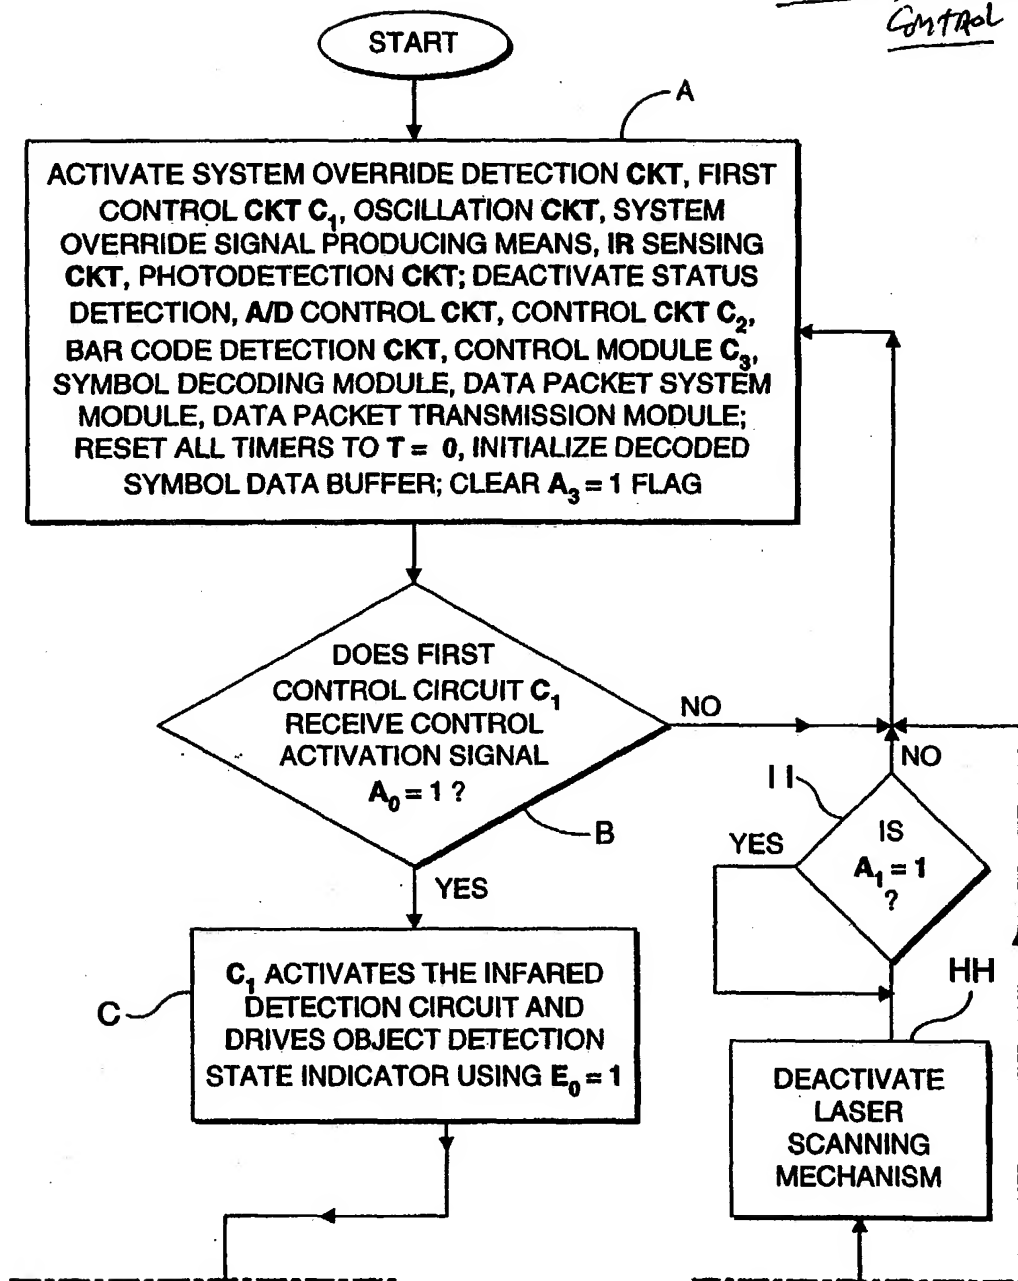 Control
START
A
ACTIVATE SYSTEM OVERRIDE DETECTION CKT, FIRST
CONTROL CKT C₁, OSCILLATION CKT, SYSTEM
OVERRIDE SIGNAL PRODUCING MEANS, IR SENSING
CKT, PHOTODETECTION CKT; DEACTIVATE STATUS
DETECTION, A/D CONTROL CKT, CONTROL CKT C₂,
BAR CODE DETECTION CKT, CONTROL MODULE C₃,
SYMBOL DECODING MODULE, DATA PACKET SYSTEM
MODULE, DATA PACKET TRANSMISSION MODULE;
RESET ALL TIMERS TO T = 0, INITIALIZE DECODED
SYMBOL DATA BUFFER; CLEAR A₃ = 1 FLAG
DOES FIRST
CONTROL CIRCUIT C₁
RECEIVE CONTROL
ACTIVATION SIGNAL
A₀ = 1 ?
NO
B
YES
NO
II
YES
IS
A₁ = 1
?
C
C₁ ACTIVATES THE INFARED
DETECTION CIRCUIT AND
DRIVES OBJECT DETECTION
STATE INDICATOR USING E₀ = 1
HH
DEACTIVATE
LASER
SCANNING
MECHANISM